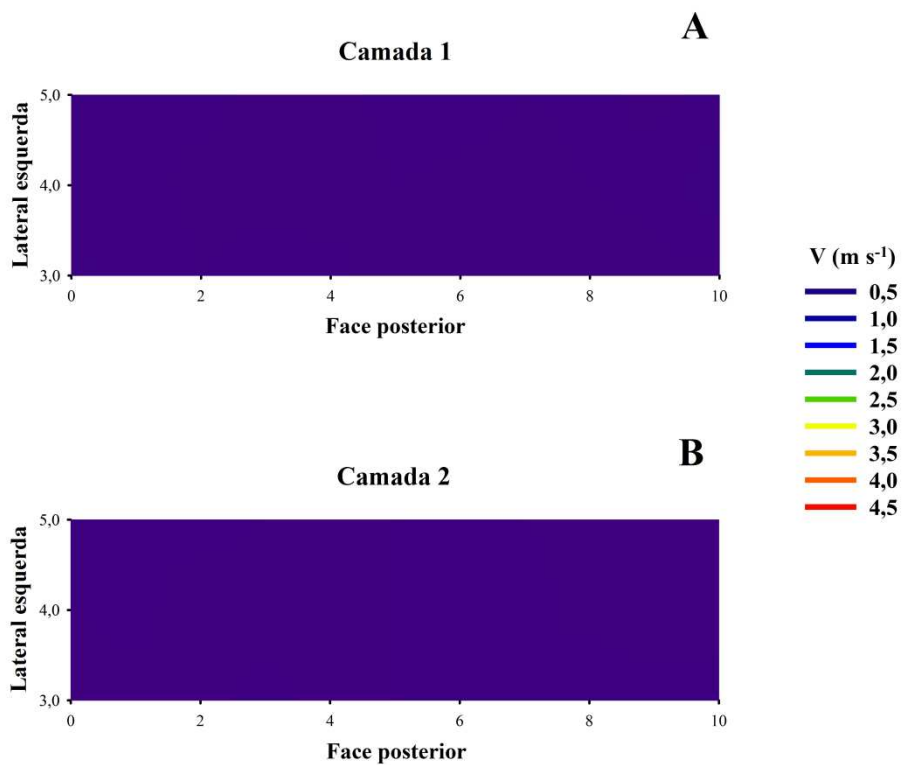 A
Camada 1
Lateral esquerda
5,0
4,0
3,0
0 2 4 6 8 10
Face posterior
V (m s⁻¹)
0,5
1,0
1,5
2,0
2,5
3,0
3,5
4,0
4,5
B
Camada 2
Lateral esquerda
5,0
4,0
3,0
0 2 4 6 8 10
Face posterior